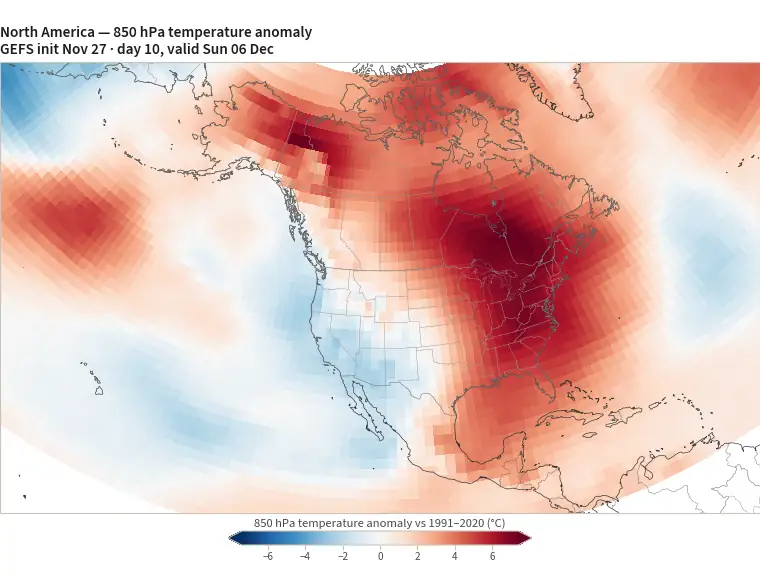 North America — 850 hPa temperature anomaly
GEFS init Nov 27 · day 10, valid Sun 06 Dec
850 hPa temperature anomaly vs 1991–2020 (°C)
−6 −4 −2 0 2 4 6